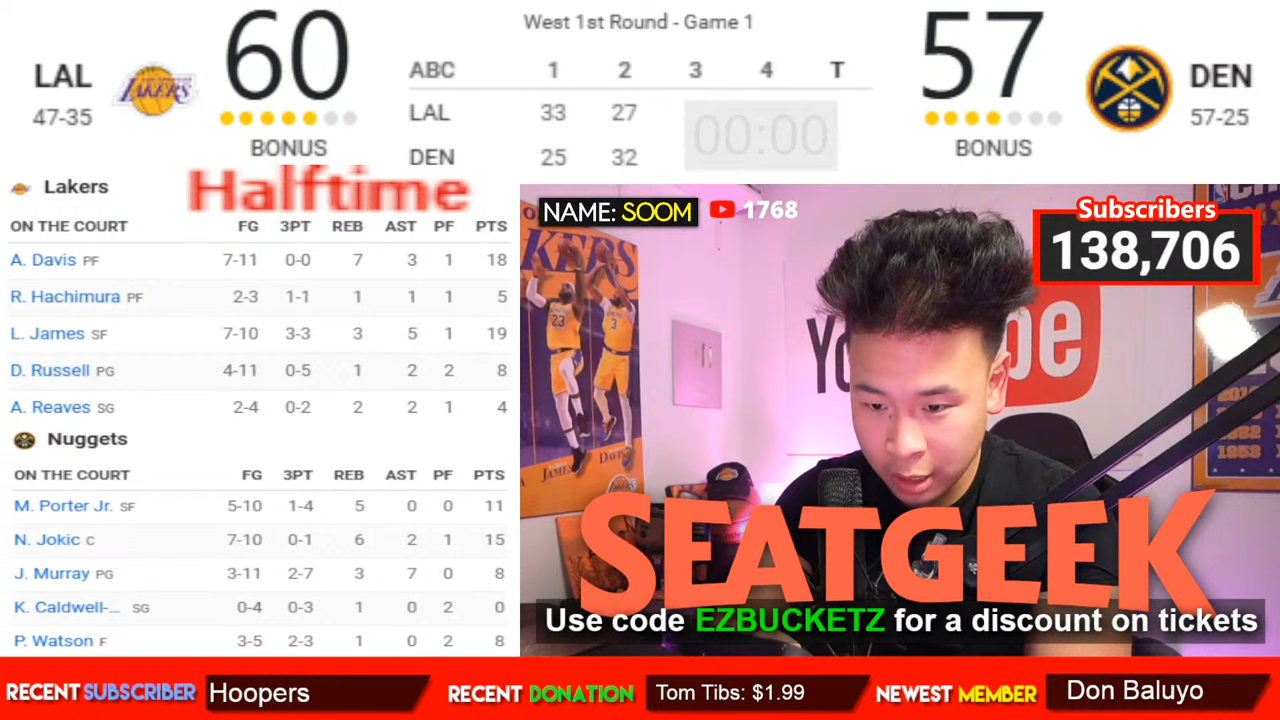 West 1st Round - Game 1
LAL 60 ABC 1 2 3 4 T 57 DEN
47-35 LAL 33 27 00:00 57-25
BONUS DEN 25 32 BONUS
Lakers Halftime
ON THE COURT FG 3PT REB AST PF PTS
A. Davis PF 7-11 0-0 7 3 1 18
R. Hachimura PF 2-3 1-1 1 1 1 5
L. James SF 7-10 3-3 3 5 1 19
D. Russell PG 4-11 0-5 1 2 2 8
A. Reaves SG 2-4 0-2 2 2 1 4
Nuggets
ON THE COURT FG 3PT REB AST PF PTS
M. Porter Jr. SF 5-10 1-4 5 0 0 11
N. Jokic C 7-10 0-1 6 2 1 15
J. Murray PG 3-11 2-7 3 7 0 8
K. Caldwell-... SG 0-4 0-3 1 0 2 0
P. Watson F 3-5 2-3 1 0 2 8
NAME: SOOM 1768
Subscribers
138,706
LAKERS
23
3
JAMES DAVIS
SEATGEEK
Use code EZBUCKETZ for a discount on tickets
RECENT SUBSCRIBER Hoopers RECENT DONATION Tom Tibs: $1.99 NEWEST MEMBER Don Baluyo